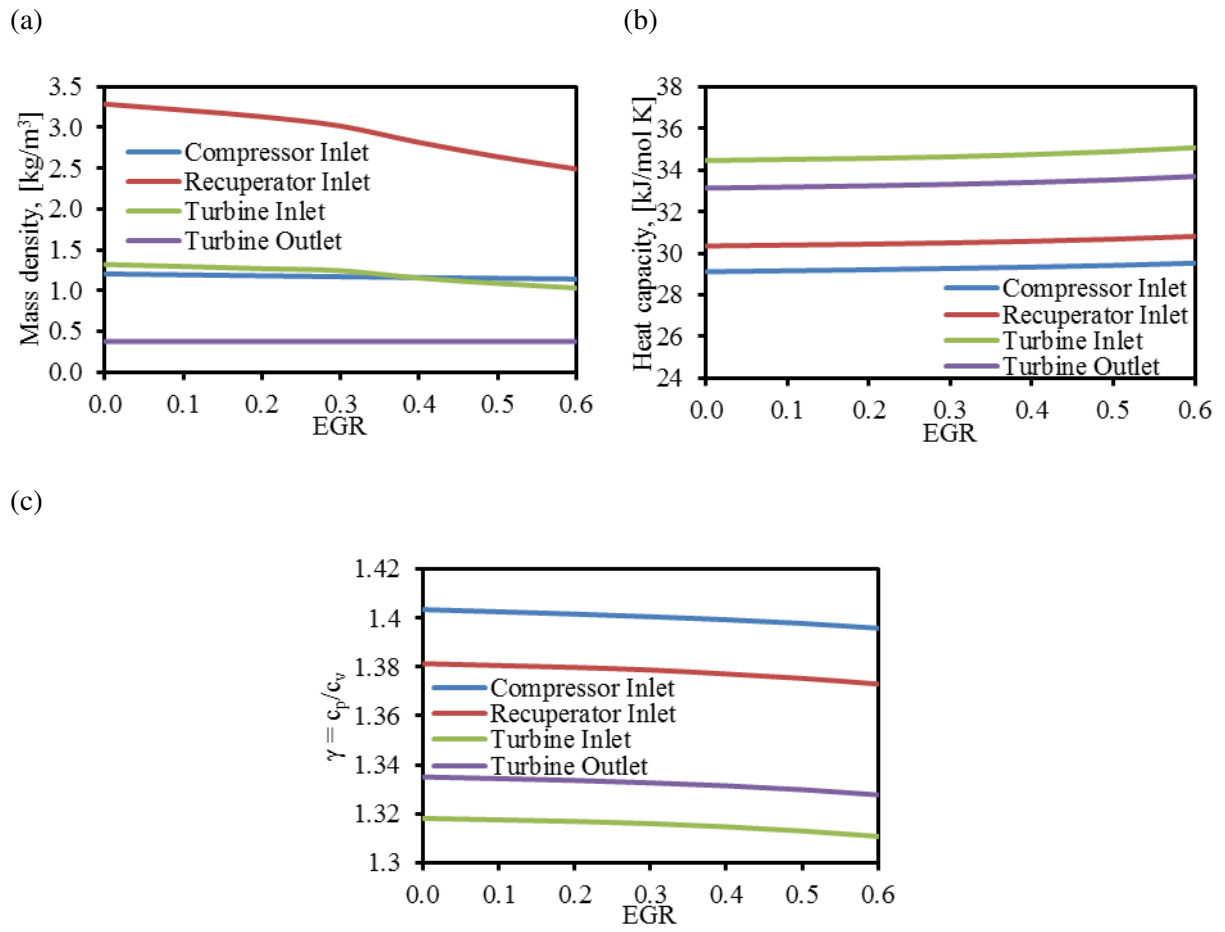 (a)
(b)
Mass density, [kg/m³]
3.5
3.0
2.5
2.0
1.5
1.0
0.5
0.0
Compressor Inlet
Recuperator Inlet
Turbine Inlet
Turbine Outlet
0.0 0.1 0.2 0.3 0.4 0.5 0.6
EGR
Heat capacity, [kJ/mol K]
38
36
34
32
30
28
26
24
Compressor Inlet
Recuperator Inlet
Turbine Inlet
Turbine Outlet
0.0 0.1 0.2 0.3 0.4 0.5 0.6
EGR
(c)
γ = cp/cv
1.42
1.4
1.38
1.36
1.34
1.32
1.3
Compressor Inlet
Recuperator Inlet
Turbine Inlet
Turbine Outlet
0.0 0.1 0.2 0.3 0.4 0.5 0.6
EGR